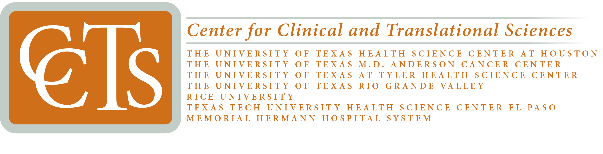 CCTS
Center for Clinical and Translational Sciences
THE UNIVERSITY OF TEXAS HEALTH SCIENCE CENTER AT HOUSTON
THE UNIVERSITY OF TEXAS M.D. ANDERSON CANCER CENTER
THE UNIVERSITY OF TEXAS AT TYLER HEALTH SCIENCE CENTER
THE UNIVERSITY OF TEXAS RIO GRANDE VALLEY
RICE UNIVERSITY
TEXAS TECH UNIVERSITY HEALTH SCIENCE CENTER EL PASO
MEMORIAL HERMANN HOSPITAL SYSTEM